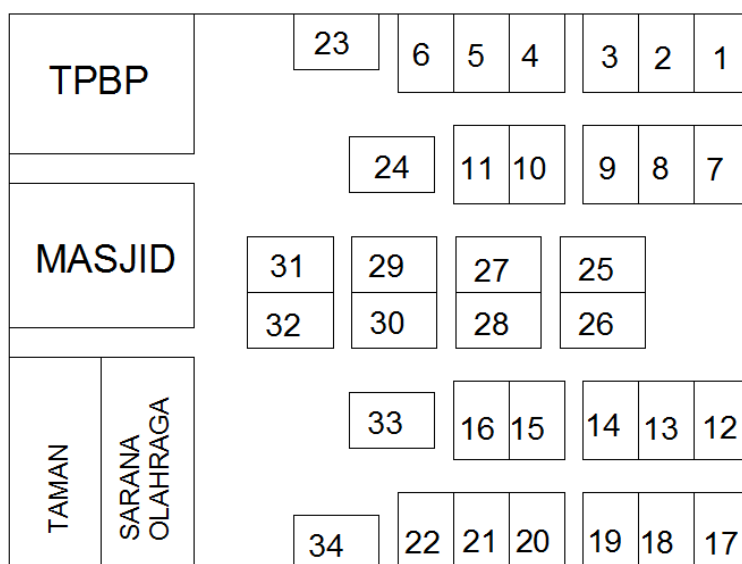 TPBP
23
6 5 4 3 2 1
24
11 10 9 8 7
MASJID
31 29 27 25
32 30 28 26
33
16 15 14 13 12
TAMAN
SARANA
OLAHRAGA
34
22 21 20 19 18 17